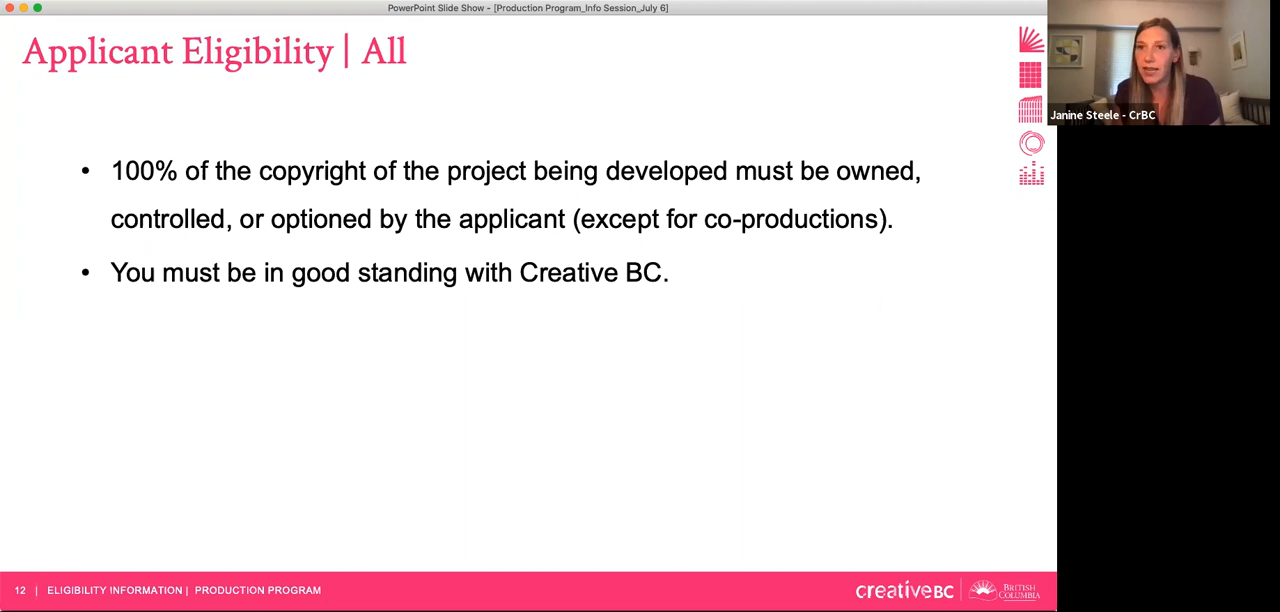 PowerPoint Slide Show - [Production Program_Info Session_July 6]
Applicant Eligibility | All
Janine Steele - CrBC
• 100% of the copyright of the project being developed must be owned,
controlled, or optioned by the applicant (except for co-productions).
• You must be in good standing with Creative BC.
12 | ELIGIBILITY INFORMATION | PRODUCTION PROGRAM
creativeBC
BRITISH
COLUMBIA